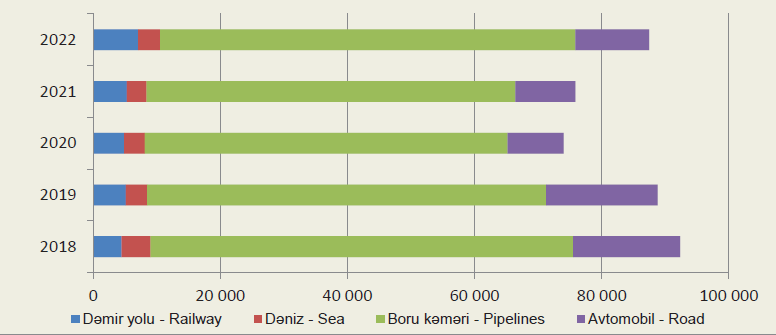 2022
2021
2020
2019
2018
0 20 000 40 000 60 000 80 000 100 000
Dəmir yolu - Railway Dəniz - Sea Boru kəməri - Pipelines Avtomobil - Road